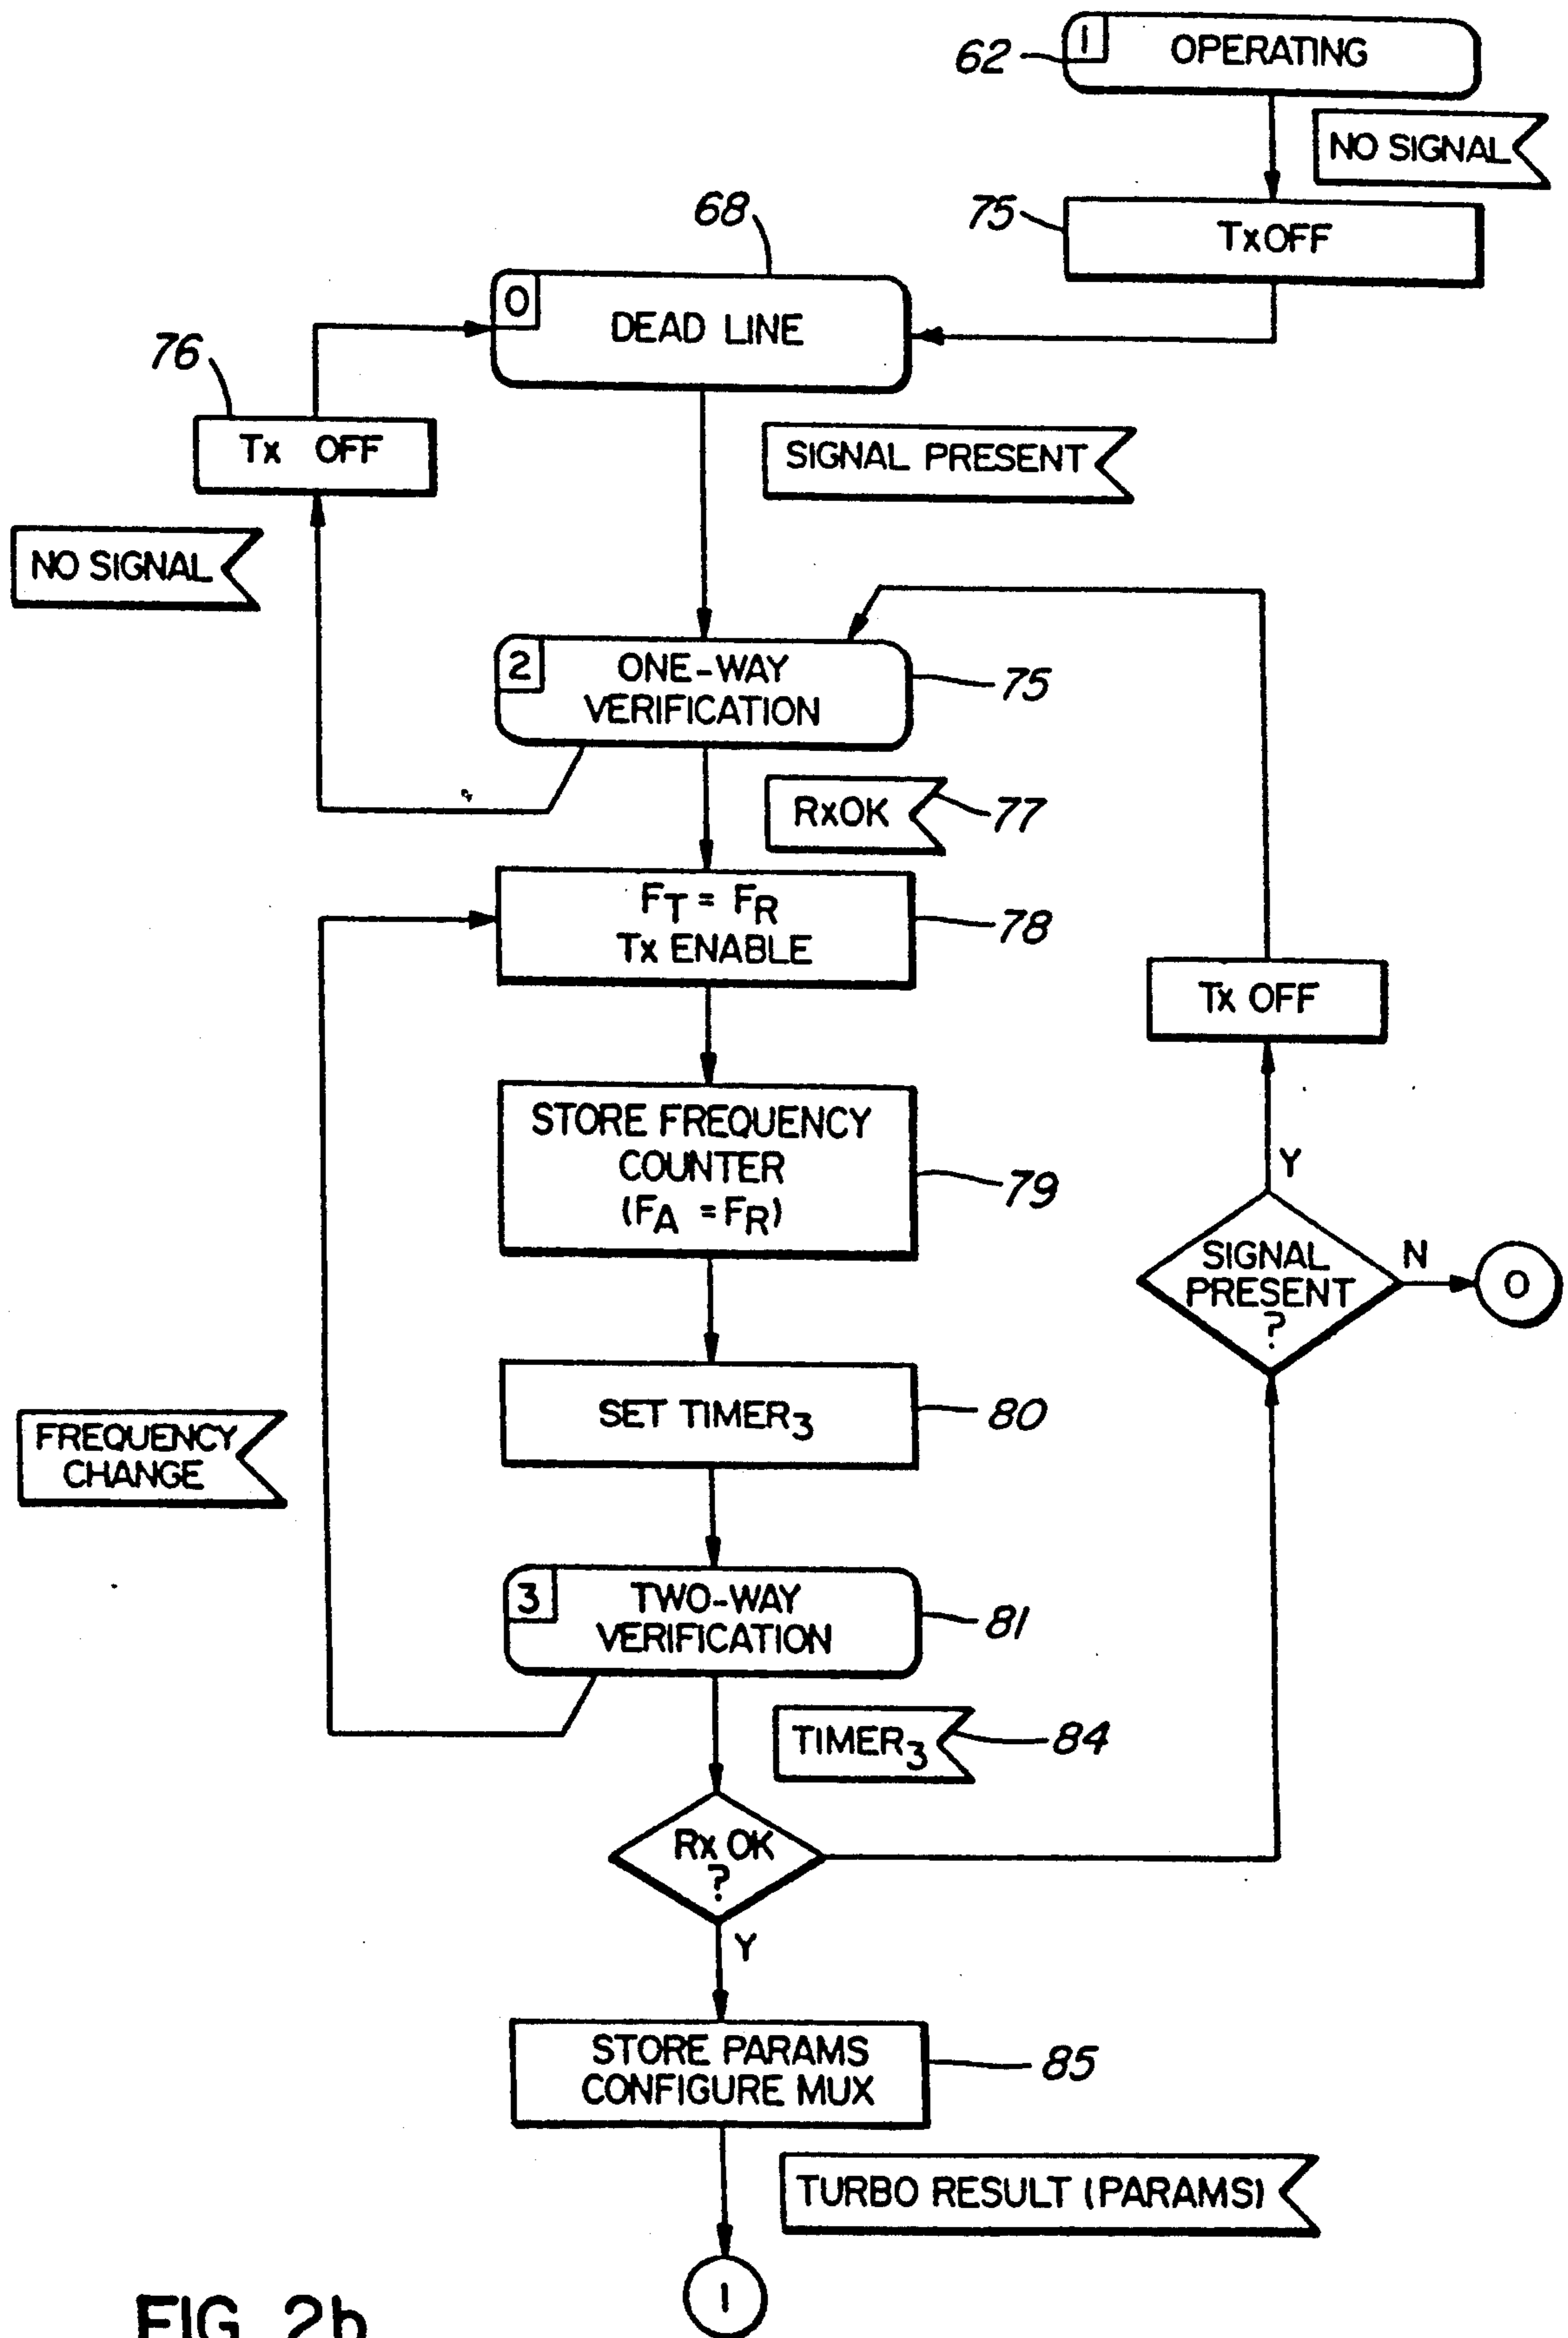 1
OPERATING
62
NO SIGNAL
75
TxOFF
68
0
DEAD LINE
76
Tx OFF
SIGNAL PRESENT
NO SIGNAL
2
ONE-WAY
VERIFICATION
75
RxOK
77
FT = FR
Tx ENABLE
78
Tx OFF
STORE FREQUENCY
COUNTER
(FA = FR)
79
Y
SIGNAL
PRESENT
?
N
0
SET TIMER3
80
FREQUENCY
CHANGE
3
TWO-WAY
VERIFICATION
81
TIMER3
84
Rx OK
?
Y
STORE PARAMS
CONFIGURE MUX
85
TURBO RESULT (PARAMS)
1
FIG. 2b